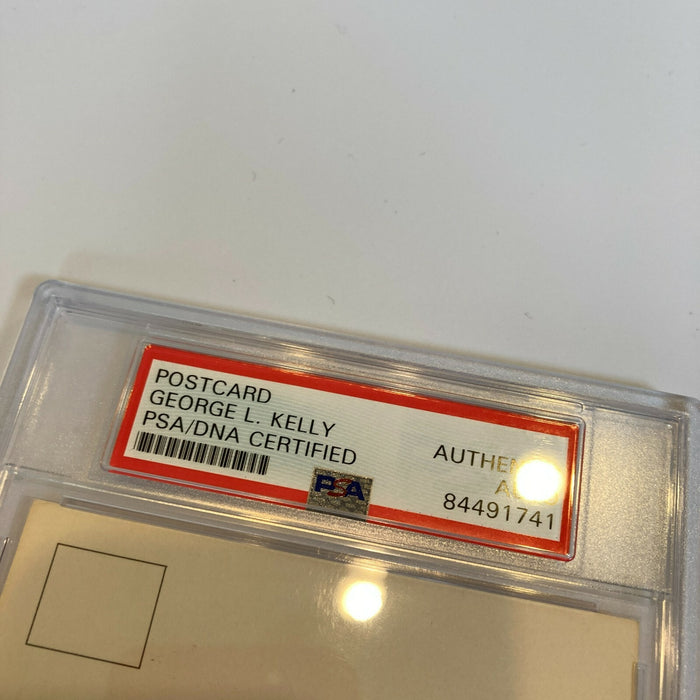 POSTCARD
GEORGE L. KELLY
PSA/DNA CERTIFIED
84491741
PSA